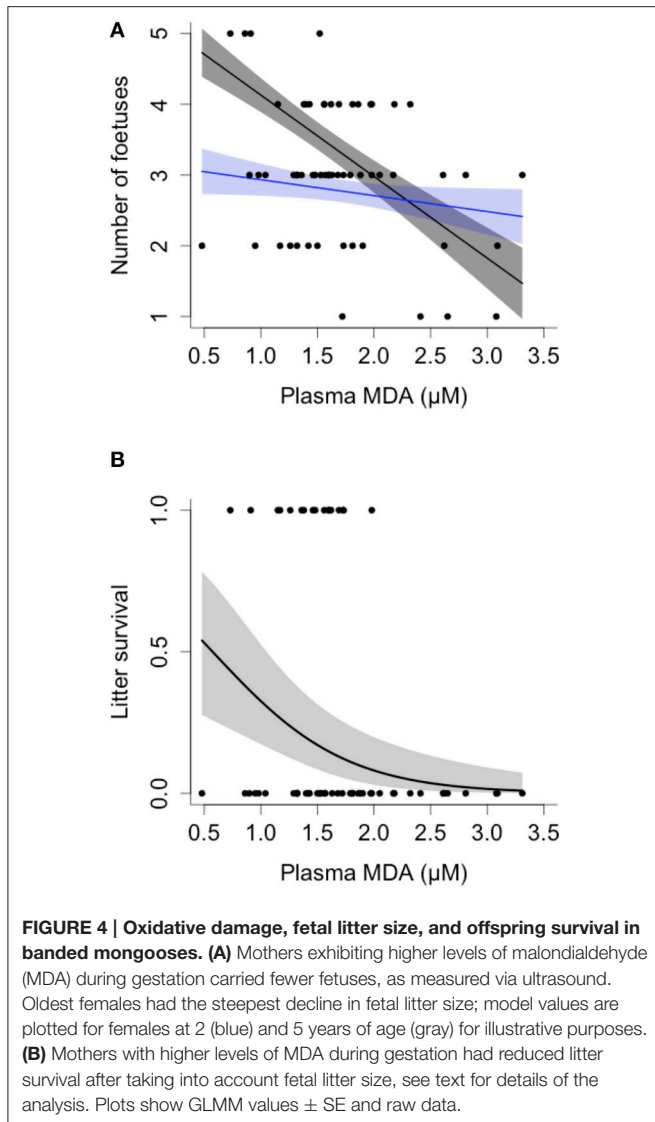 A
5
4
3
2
1
Number of foetuses
0.5 1.0 1.5 2.0 2.5 3.0 3.5
Plasma MDA (µM)
B
1.0
0.5
0.0
Litter survival
0.5 1.0 1.5 2.0 2.5 3.0 3.5
Plasma MDA (µM)
FIGURE 4 | Oxidative damage, fetal litter size, and offspring survival in
banded mongooses. (A) Mothers exhibiting higher levels of malondialdehyde
(MDA) during gestation carried fewer fetuses, as measured via ultrasound.
Oldest females had the steepest decline in fetal litter size; model values are
plotted for females at 2 (blue) and 5 years of age (gray) for illustrative purposes.
(B) Mothers with higher levels of MDA during gestation had reduced litter
survival after taking into account fetal litter size, see text for details of the
analysis. Plots show GLMM values ± SE and raw data.